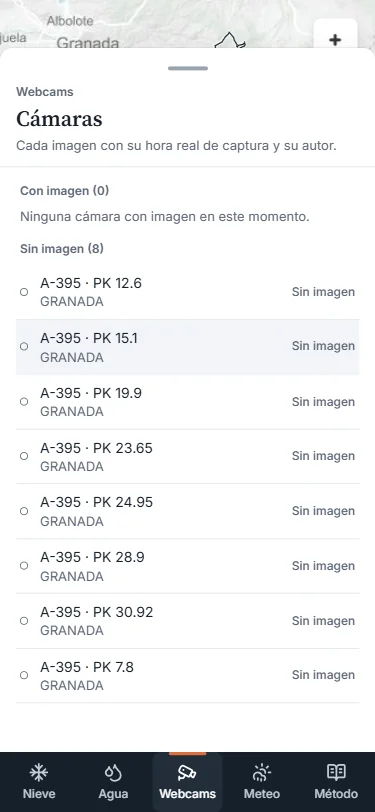 Albolote
juela
Granada
+
Webcams
Cámaras
Cada imagen con su hora real de captura y su autor.
Con imagen (0)
Ninguna cámara con imagen en este momento.
Sin imagen (8)
A-395 · PK 12.6
Sin imagen
GRANADA
A-395 · PK 15.1
Sin imagen
GRANADA
A-395 · PK 19.9
Sin imagen
GRANADA
A-395 · PK 23.65
Sin imagen
GRANADA
A-395 · PK 24.95
Sin imagen
GRANADA
A-395 · PK 28.9
Sin imagen
GRANADA
A-395 · PK 30.92
Sin imagen
GRANADA
A-395 · PK 7.8
Sin imagen
GRANADA
Nieve
Agua
Webcams
Meteo
Método